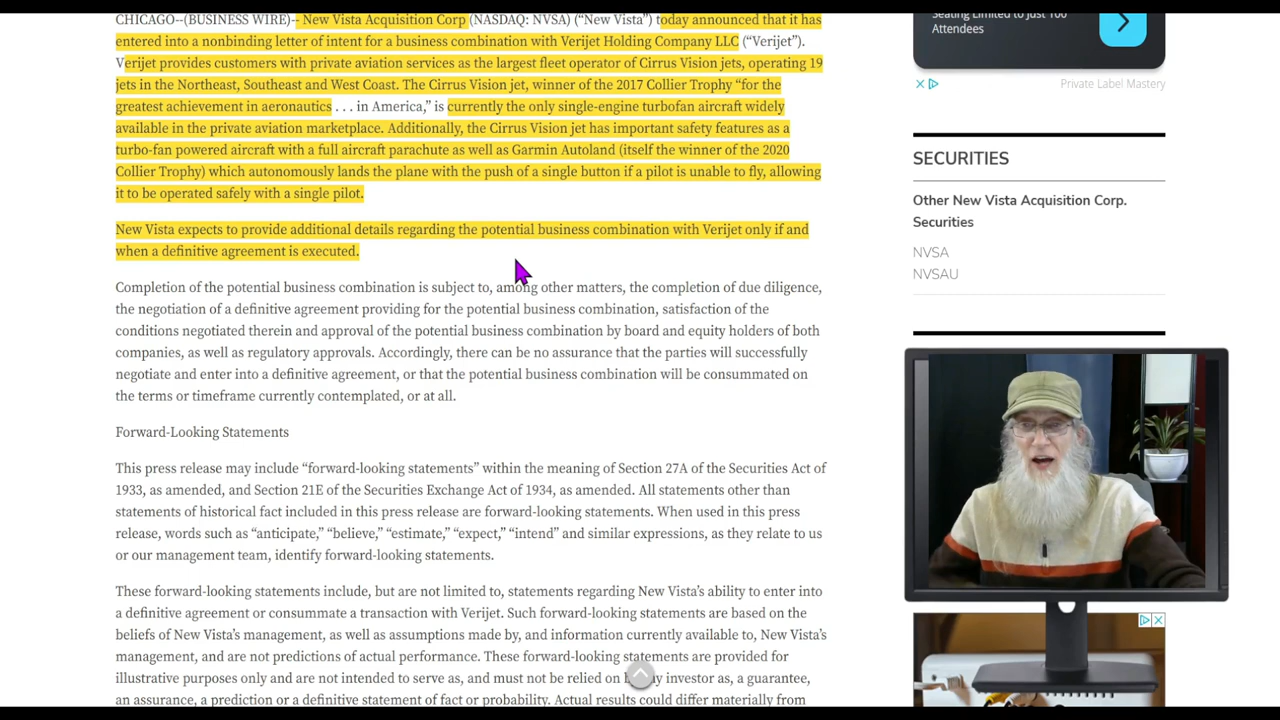 CHICAGO--(BUSINESS WIRE)-- New Vista Acquisition Corp (NASDAQ: NVSA) (“New Vista”) today announced that it has
entered into a nonbinding letter of intent for a business combination with Verijet Holding Company LLC (“Verijet”).
Verijet provides customers with private aviation services as the largest fleet operator of Cirrus Vision jets, operating 19
jets in the Northeast, Southeast and West Coast. The Cirrus Vision jet, winner of the 2017 Collier Trophy “for the
greatest achievement in aeronautics . . . in America,” is currently the only single-engine turbofan aircraft widely
available in the private aviation marketplace. Additionally, the Cirrus Vision jet has important safety features as a
turbo-fan powered aircraft with a full aircraft parachute as well as Garmin Autoland (itself the winner of the 2020
Collier Trophy) which autonomously lands the plane with the push of a single button if a pilot is unable to fly, allowing
it to be operated safely with a single pilot.
New Vista expects to provide additional details regarding the potential business combination with Verijet only if and
when a definitive agreement is executed.
Completion of the potential business combination is subject to, among other matters, the completion of due diligence,
the negotiation of a definitive agreement providing for the potential business combination, satisfaction of the
conditions negotiated therein and approval of the potential business combination by board and equity holders of both
companies, as well as regulatory approvals. Accordingly, there can be no assurance that the parties will successfully
negotiate and enter into a definitive agreement, or that the potential business combination will be consummated on
the terms or timeframe currently contemplated, or at all.
Forward-Looking Statements
This press release may include “forward-looking statements” within the meaning of Section 27A of the Securities Act of
1933, as amended, and Section 21E of the Securities Exchange Act of 1934, as amended. All statements other than
statements of historical fact included in this press release are forward-looking statements. When used in this press
release, words such as “anticipate,” “believe,” “estimate,” “expect,” “intend” and similar expressions, as they relate to us
or our management team, identify forward-looking statements.
These forward-looking statements include, but are not limited to, statements regarding New Vista’s ability to enter into
a definitive agreement or consummate a transaction with Verijet. Such forward-looking statements are based on the
beliefs of New Vista’s management, as well as assumptions made by, and information currently available to, New Vista’s
management, and are not predictions of actual performance. These forward-looking statements are provided for
illustrative purposes only and are not intended to serve as, and must not be relied on investor as, a guarantee,
an assurance, a prediction or a definitive statement of fact or probability. Actual results could differ materially from
Seating Limited to Just 100
Attendees
Private Label Mastery
SECURITIES
Other New Vista Acquisition Corp.
Securities
NVSA
NVSAU